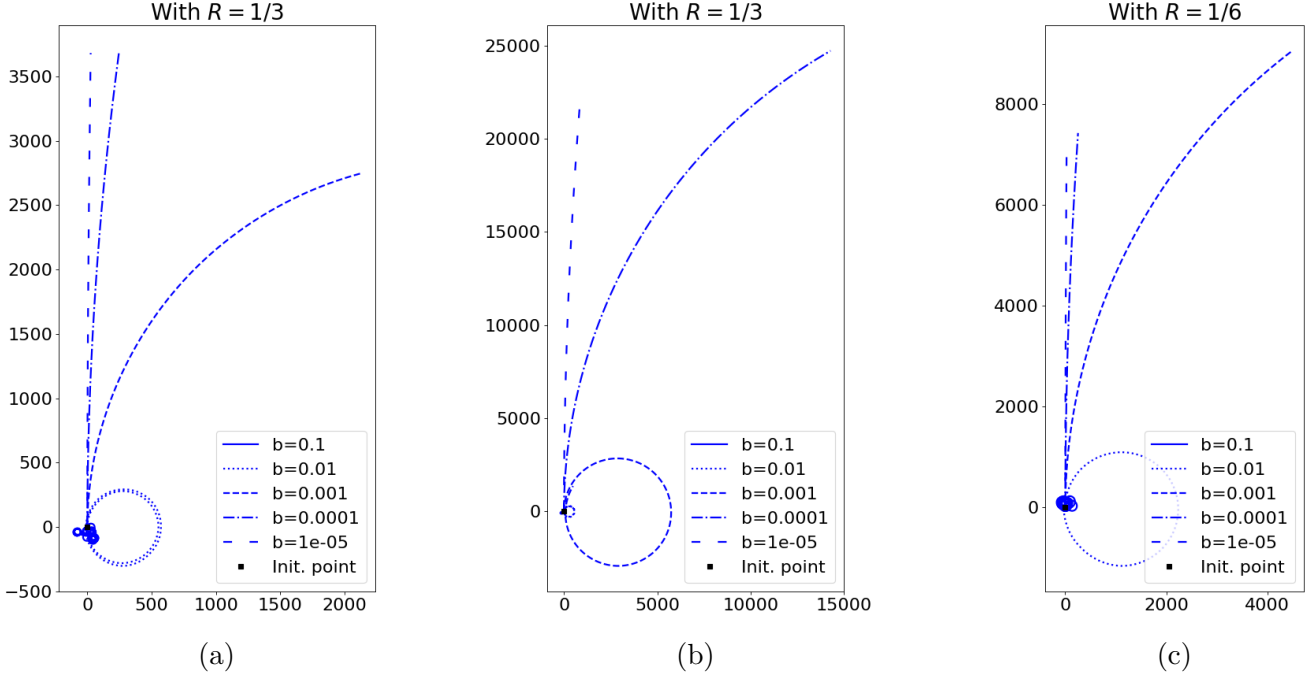 With R = 1/3
3500
3000
2500
2000
1500
1000
500
0
−500
0 500 1000 1500 2000
b=0.1
b=0.01
b=0.001
b=0.0001
b=1e-05
Init. point
(a)
With R = 1/3
25000
20000
15000
10000
5000
0
0 5000 10000 15000
b=0.1
b=0.01
b=0.001
b=0.0001
b=1e-05
Init. point
(b)
With R = 1/6
8000
6000
4000
2000
0
0 2000 4000
b=0.1
b=0.01
b=0.001
b=0.0001
b=1e-05
Init. point
(c)